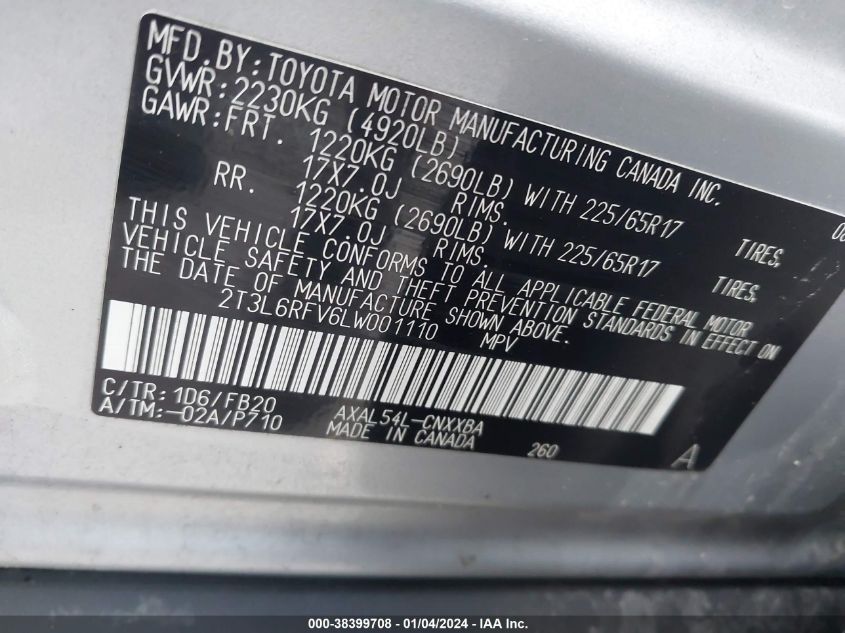 MFD. BY: TOYOTA MOTOR MANUFACTURING CANADA INC.
GVWR: 2230KG (4920LB)
GAWR: FRT. 1220KG (2690LB) WITH 225/65R17 TIRES,
17X7.0J RIMS.
RR. 1220KG (2690LB) WITH 225/65R17 TIRES,
17X7.0J RIMS.
THIS VEHICLE CONFORMS TO ALL APPLICABLE FEDERAL MOTOR
VEHICLE SAFETY AND THEFT PREVENTION STANDARDS IN EFFECT ON
THE DATE OF MANUFACTURE SHOWN ABOVE.
2T3L6RFV6LW001110 MPV
C/TR: 1D6/FB20 AXAL54L-CNXXBA
A/TM:-02A/P710 MADE IN CANADA 260 A
000-38399708 - 01/04/2024 - IAA Inc.